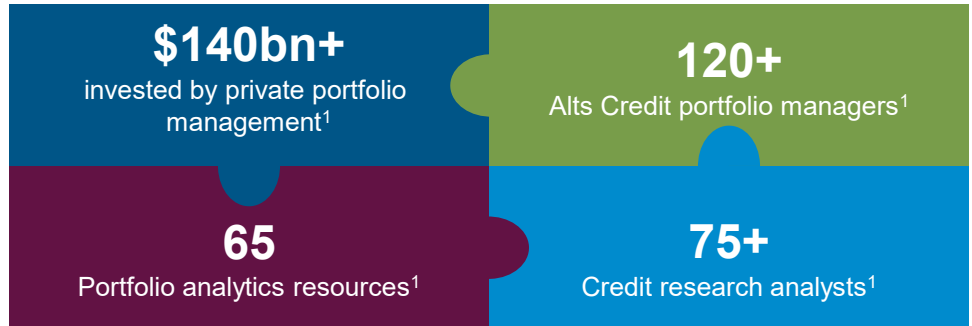 $140bn+
invested by private portfolio
management¹
120+
Alts Credit portfolio managers¹
65
Portfolio analytics resources¹
75+
Credit research analysts¹